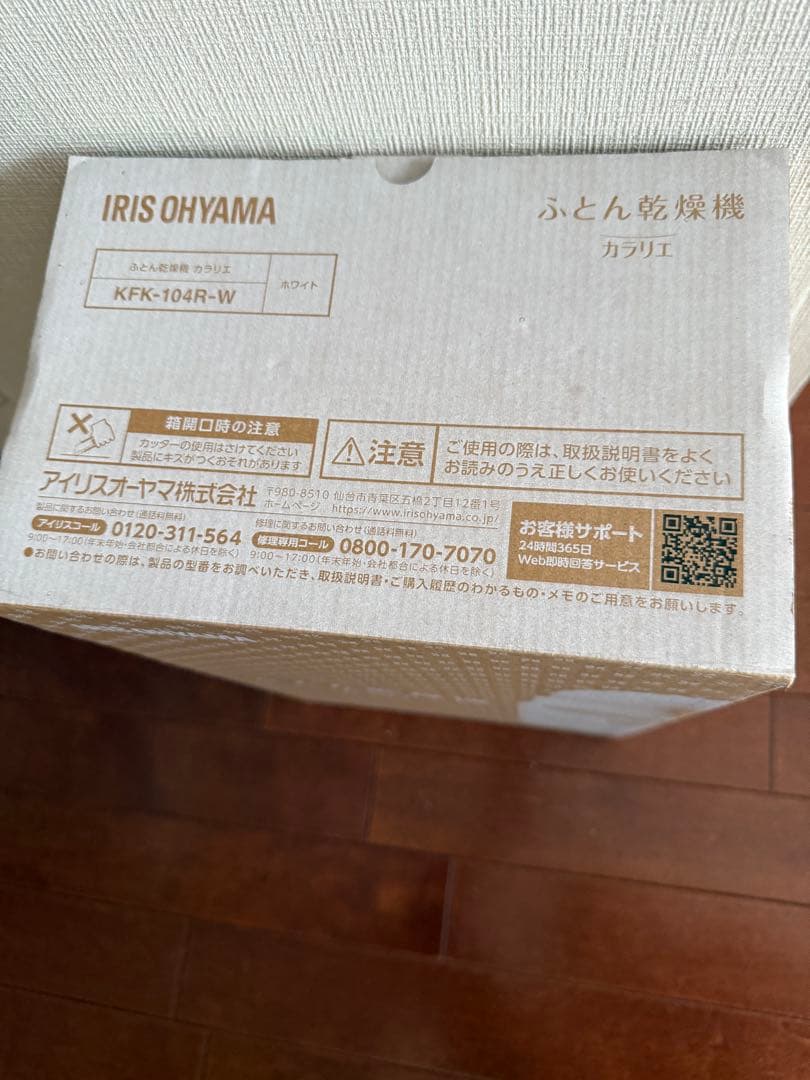 IRIS OHYAMA
ふとん乾燥機
カラリエ
ふとん乾燥機 カラリエ
KFK-104R-W
ホワイト
箱開口時の注意
カッターの使用はさけてください
製品にキズがつくおそれがあります
注意
ご使用の際は、取扱説明書をよく
お読みのうえ正しくお使いください
アイリスオーヤマ株式会社
〒980-8510 仙台市青葉区五橋2丁目12番1号
ホームページ https://www.irisohyama.co.jp/
製品に関するお問い合わせ(通話料無料)
アイリスコール 0120-311-564
9:00〜17:00(年末年始・会社都合による休日を除く)
修理に関するお問い合わせ(通話料無料)
修理専用コール 0800-170-7070
9:00〜17:00(年末年始・会社都合による休日を除く)
お客様サポート
24時間365日
Web即時回答サービス
●お問い合わせの際は、製品の型番をお調べいただき、取扱説明書・ご購入履歴のわかるもの・メモのご用意をお願いします。